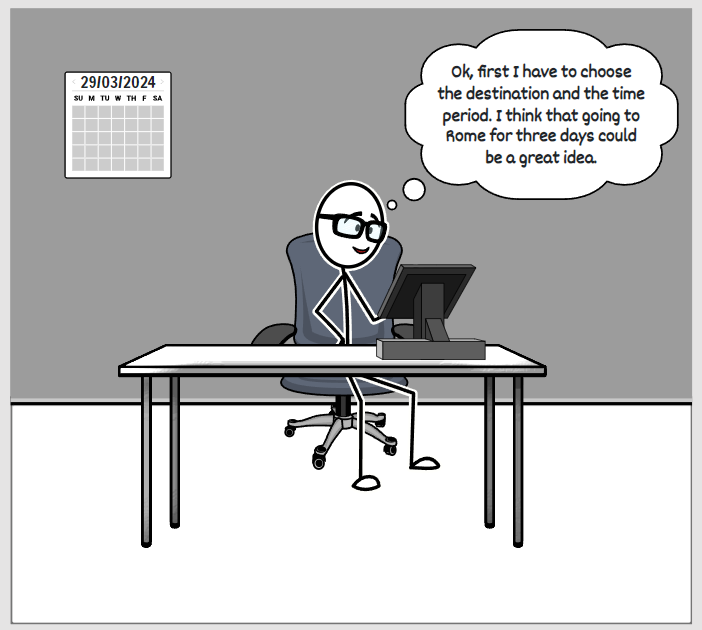 29/03/2024
SU M TU W TH F SA
Ok, first I have to choose
the destination and the time
period. I think that going to
Rome for three days could
be a great idea.